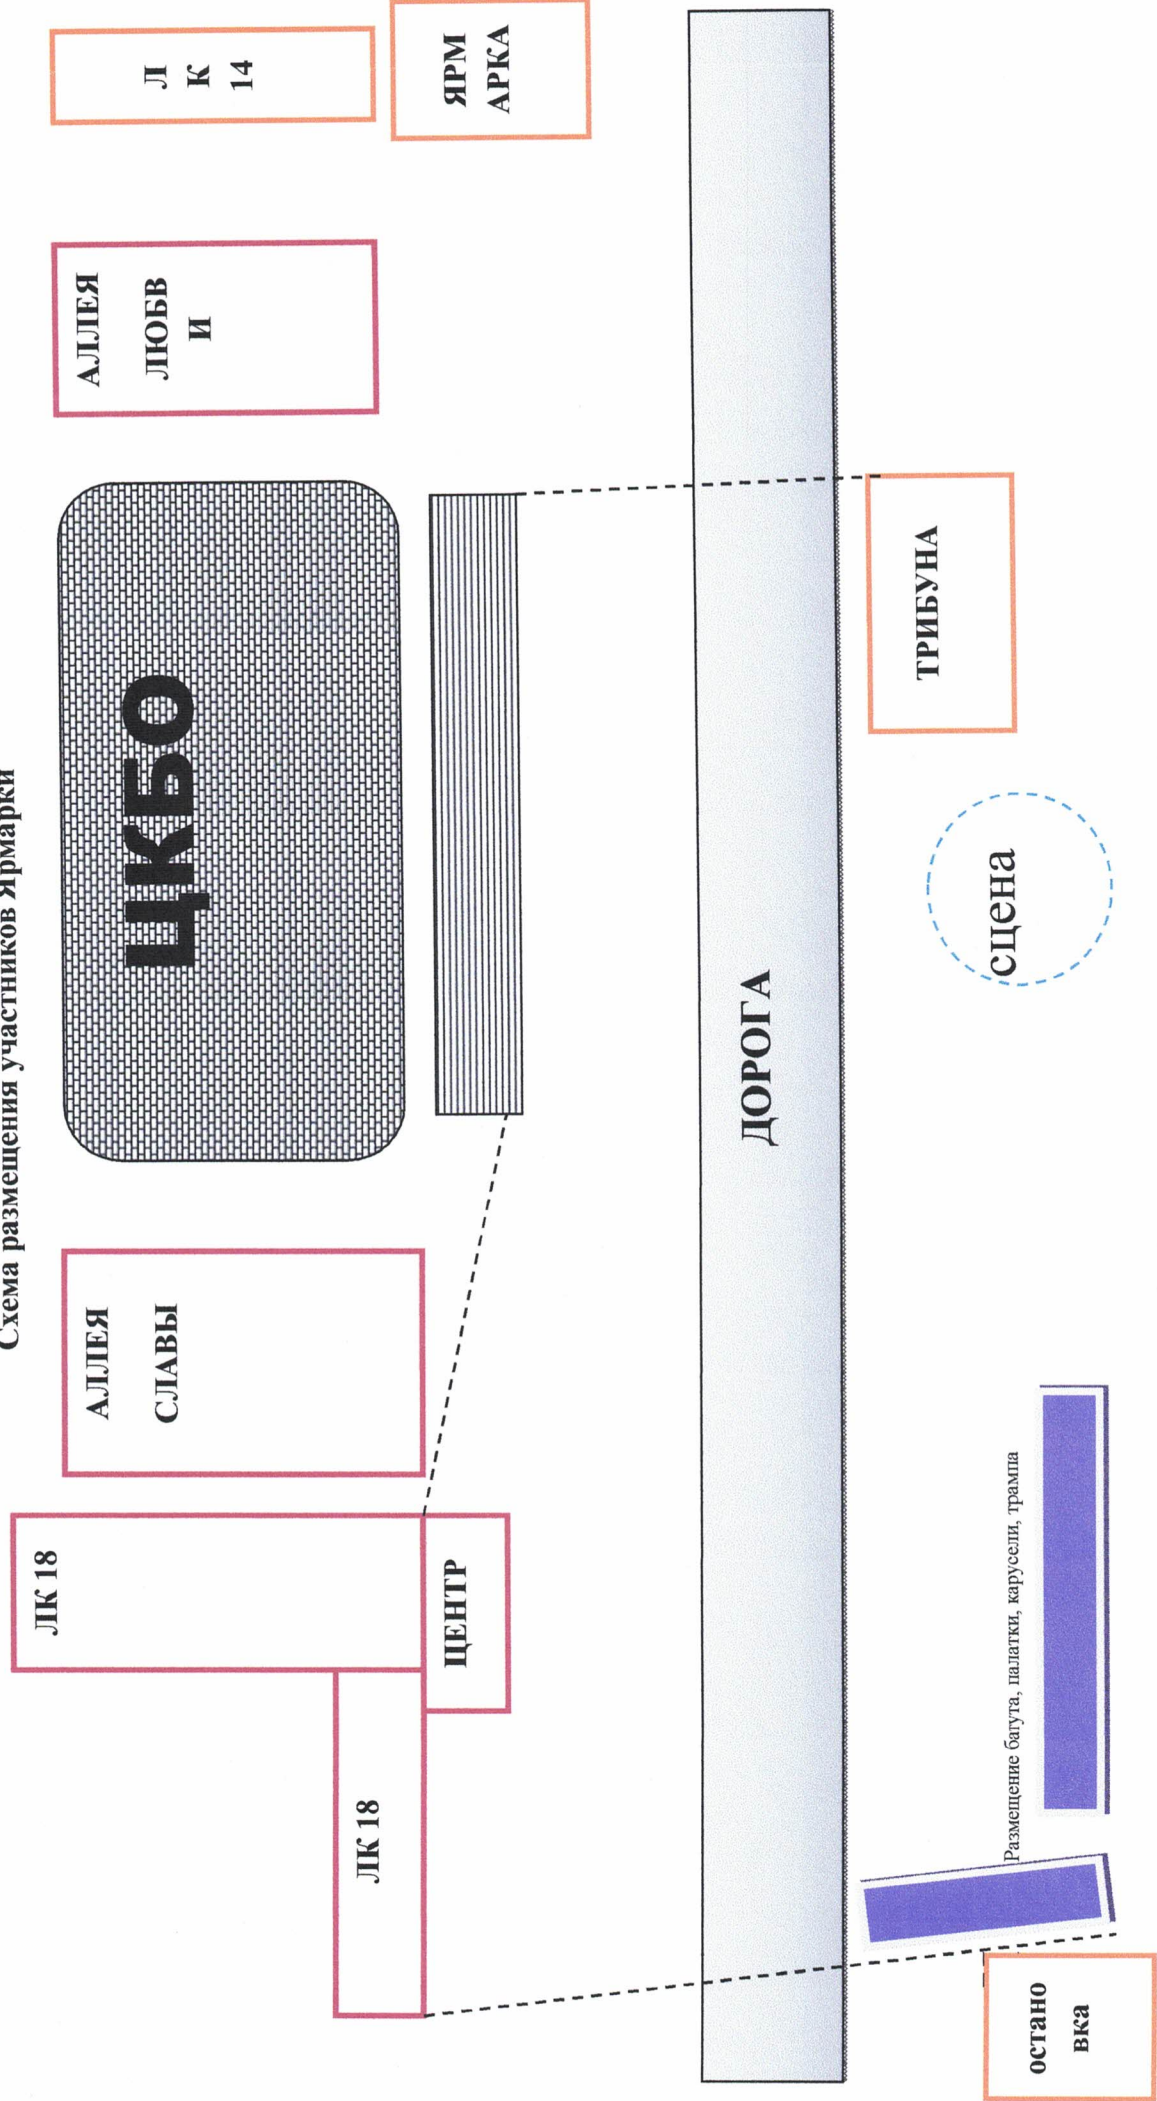 Схема размещения участников Ярмарки
ЛК 18
АЛЛЕЯ
СЛАВЫ
ЦКБО
АЛЛЕЯ
ЛЮБВ
И
Л
К
14
ЛК 18
ЦЕНТР
ЯРМ
АРКА
ДОРОГА
ТРИБУНА
сцена
Размещение багута, палатки, карусели, трампа
остано
вка